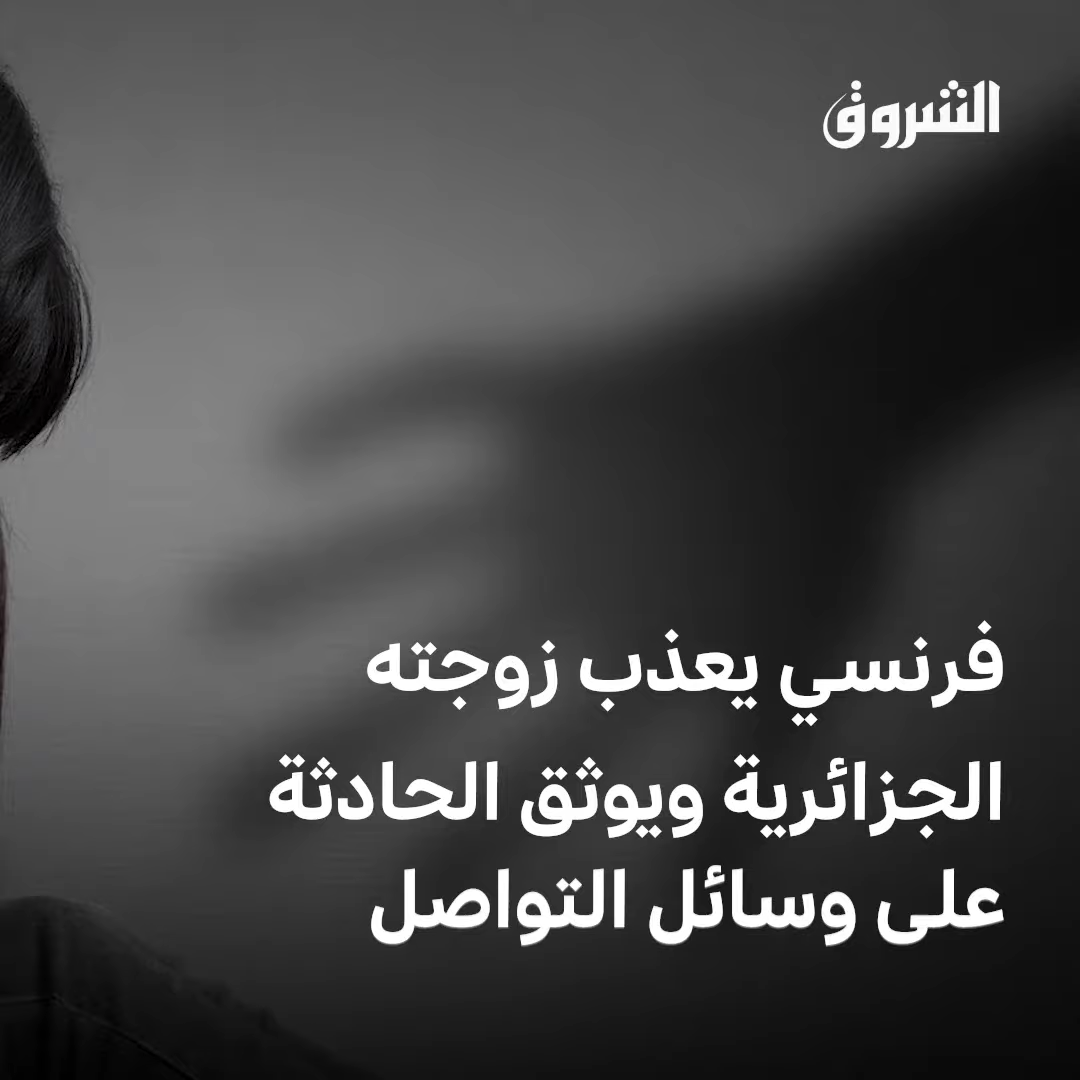 الشروق
فرنسي يعذب زوجته
الجزائرية ويوثق الحادثة
على وسائل التواصل